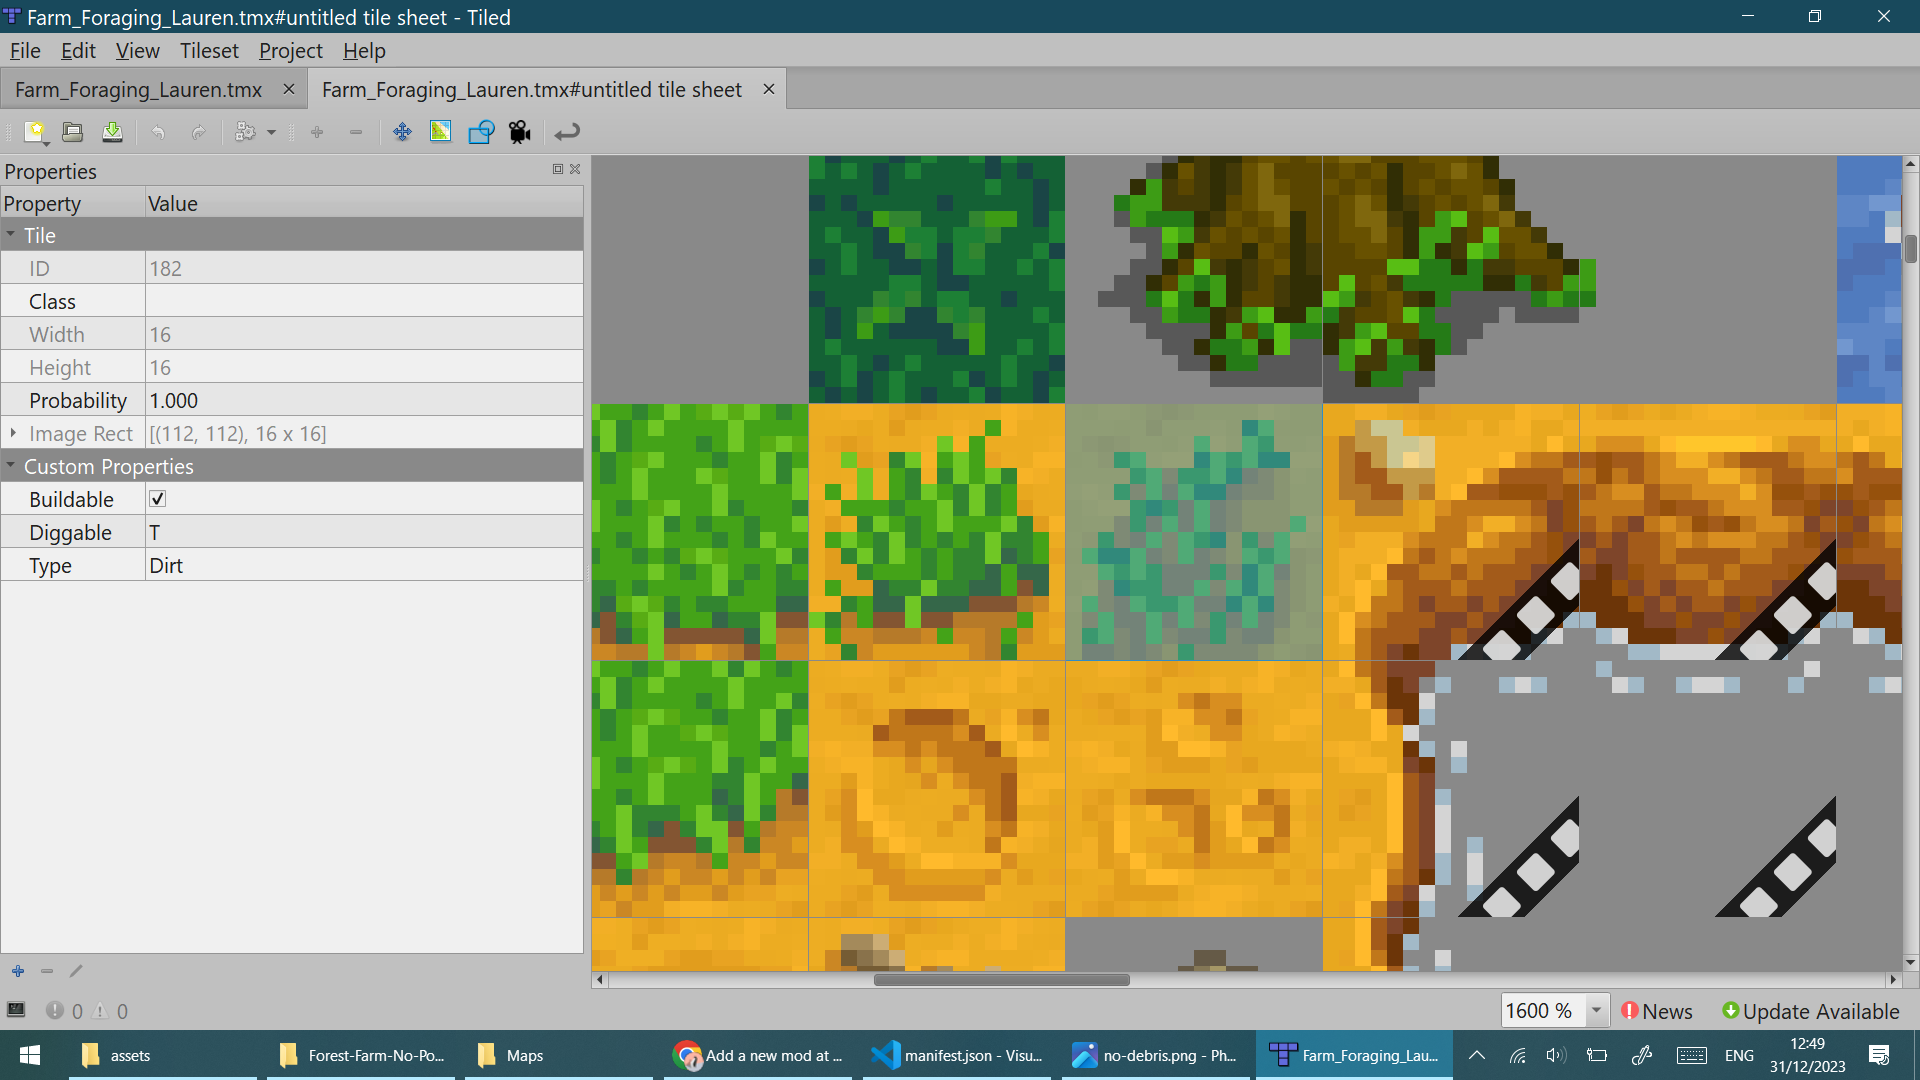 Farm_Foraging_Lauren.tmx#untitled tile sheet - Tiled
File Edit View Tileset Project Help
Farm_Foraging_Lauren.tmx Farm_Foraging_Lauren.tmx#untitled tile sheet
Properties
Property Value
Tile
ID 182
Class
Width 16
Height 16
Probability 1.000
Image Rect [(112, 112), 16 x 16]
Custom Properties
Buildable
Diggable T
Type Dirt
0 0
1600 % News Update Available
assets Forest-Farm-No-Po... Maps Add a new mod at ... manifest.json - Visu... no-debris.png - Ph... Farm_Foraging_Lau... ENG 12:49
31/12/2023